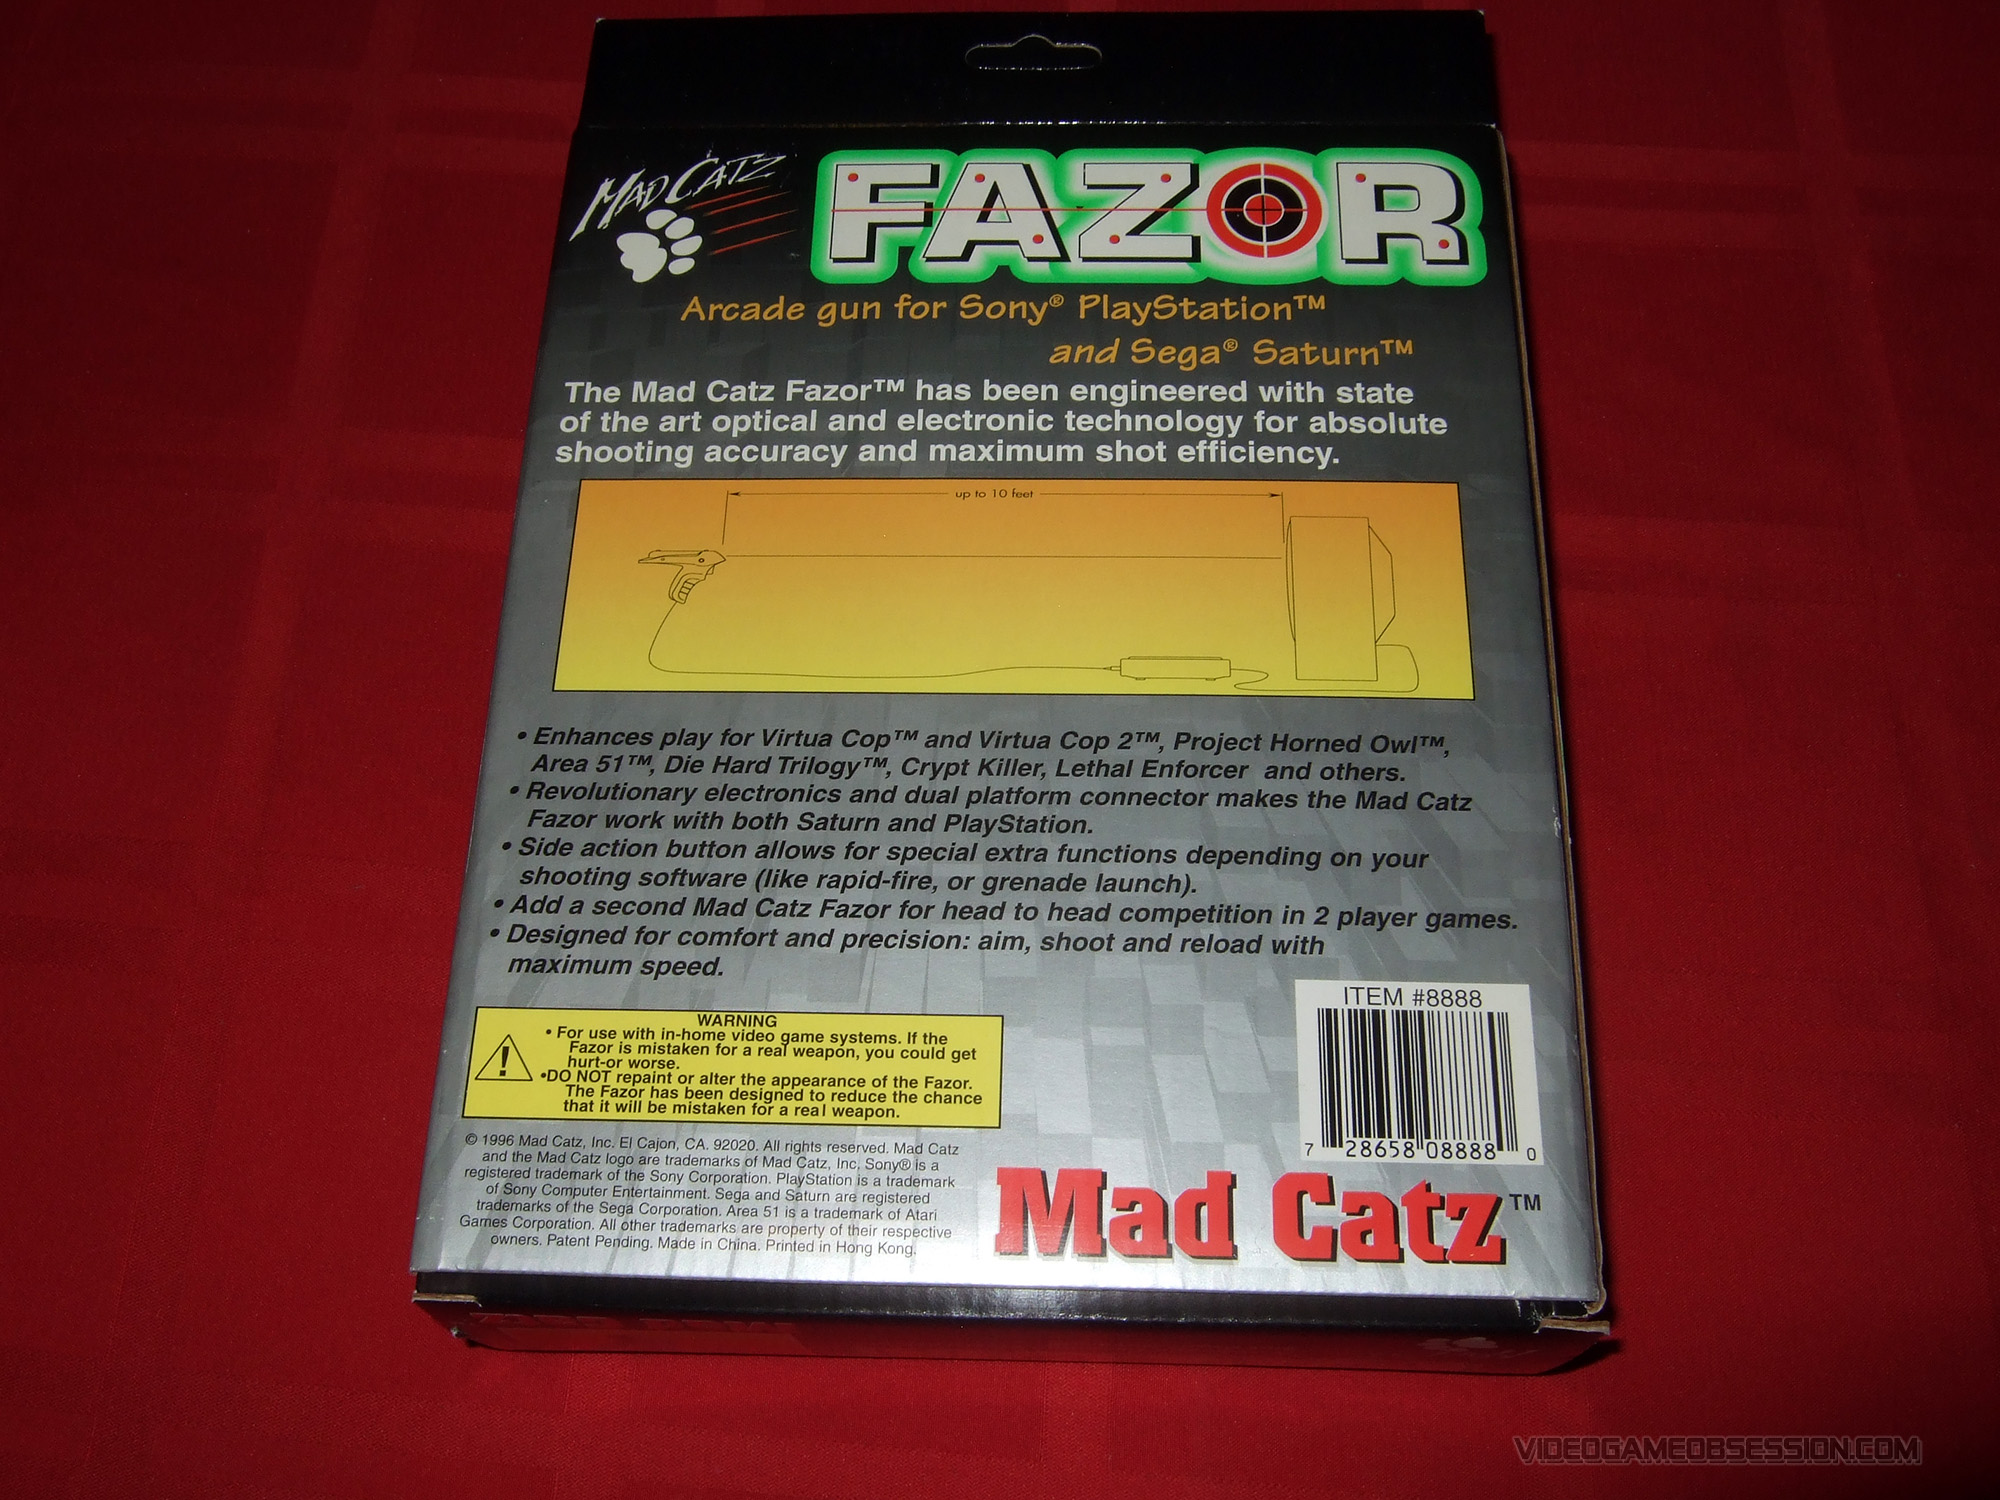 MAD CATZ
FAZOR
Arcade gun for Sony® PlayStation™
and Sega® Saturn™
The Mad Catz Fazor™ has been engineered with state
of the art optical and electronic technology for absolute
shooting accuracy and maximum shot efficiency.
up to 10 feet
• Enhances play for Virtua Cop™ and Virtua Cop 2™, Project Horned Owl™,
Area 51™, Die Hard Trilogy™, Crypt Killer, Lethal Enforcer and others.
• Revolutionary electronics and dual platform connector makes the Mad Catz
Fazor work with both Saturn and PlayStation.
• Side action button allows for special extra functions depending on your
shooting software (like rapid-fire, or grenade launch).
• Add a second Mad Catz Fazor for head to head competition in 2 player games.
• Designed for comfort and precision: aim, shoot and reload with
maximum speed.
WARNING
• For use with in-home video game systems. If the
Fazor is mistaken for a real weapon, you could get
hurt-or worse.
•DO NOT repaint or alter the appearance of the Fazor.
The Fazor has been designed to reduce the chance
that it will be mistaken for a real weapon.
ITEM #8888
7 28658 08888 0
© 1996 Mad Catz, Inc. El Cajon, CA. 92020. All rights reserved. Mad Catz
and the Mad Catz logo are trademarks of Mad Catz, Inc. Sony® is a
registered trademark of the Sony Corporation. PlayStation is a trademark
of Sony Computer Entertainment. Sega and Saturn are registered
trademarks of the Sega Corporation. Area 51 is a trademark of Atari
Games Corporation. All other trademarks are property of their respective
owners. Patent Pending. Made in China. Printed in Hong Kong.
Mad Catz™
VIDEOGAMEOBSESSION.COM